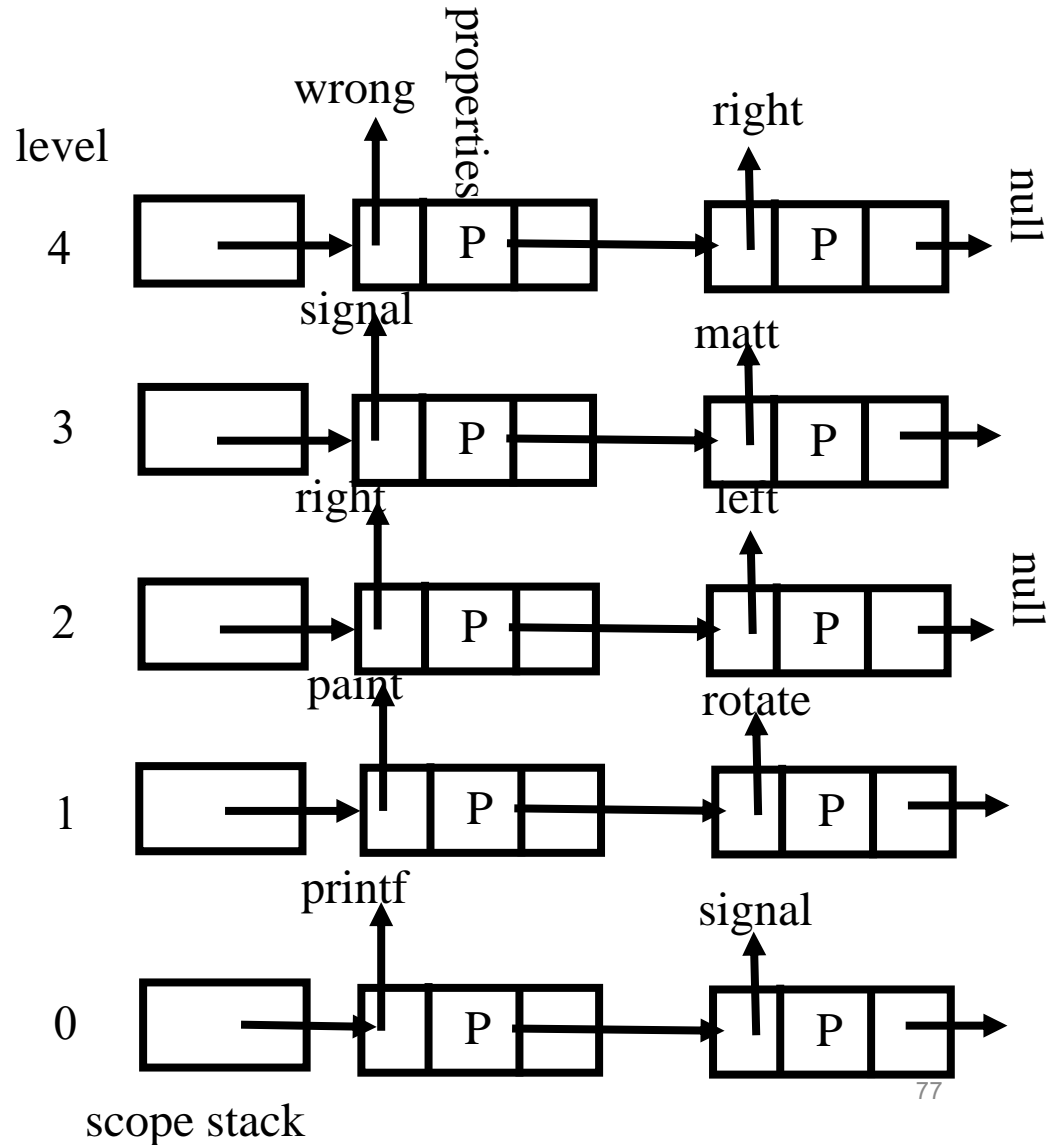 properties
wrong
right
level
null
4
P
P
signal
matt
3
P
P
right
left
null
2
P
P
paint
rotate
1
P
P
printf
signal
0
P
P
77
scope stack